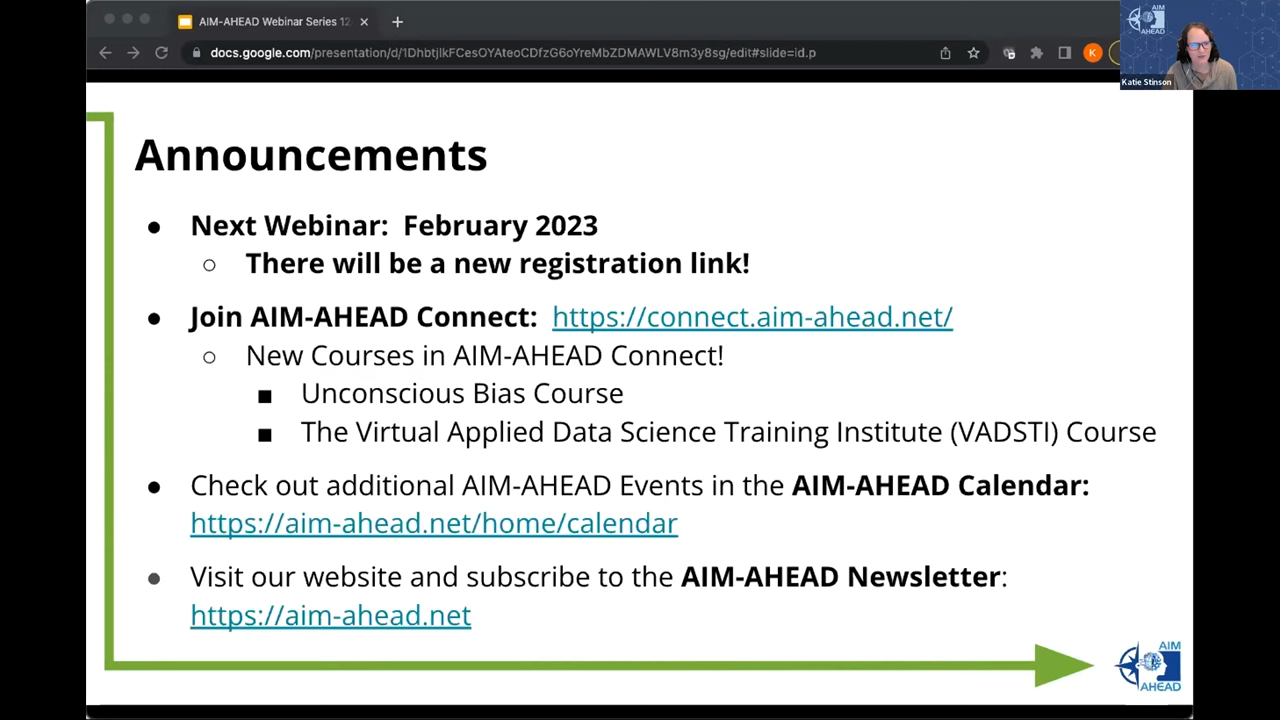 AIM-AHEAD Webinar Series 12
docs.google.com/presentation/d/1DhbtjlkFCesOYAteoCDfzG6oYreMbZDMAWLV8m3y8sg/edit#slide=id.p
K
AIM
AHEAD
Katie Stinson
Announcements
● Next Webinar: February 2023
○ There will be a new registration link!
● Join AIM-AHEAD Connect: https://connect.aim-ahead.net/
○ New Courses in AIM-AHEAD Connect!
■ Unconscious Bias Course
■ The Virtual Applied Data Science Training Institute (VADSTI) Course
● Check out additional AIM-AHEAD Events in the AIM-AHEAD Calendar:
https://aim-ahead.net/home/calendar
● Visit our website and subscribe to the AIM-AHEAD Newsletter:
https://aim-ahead.net
AIM
AHEAD